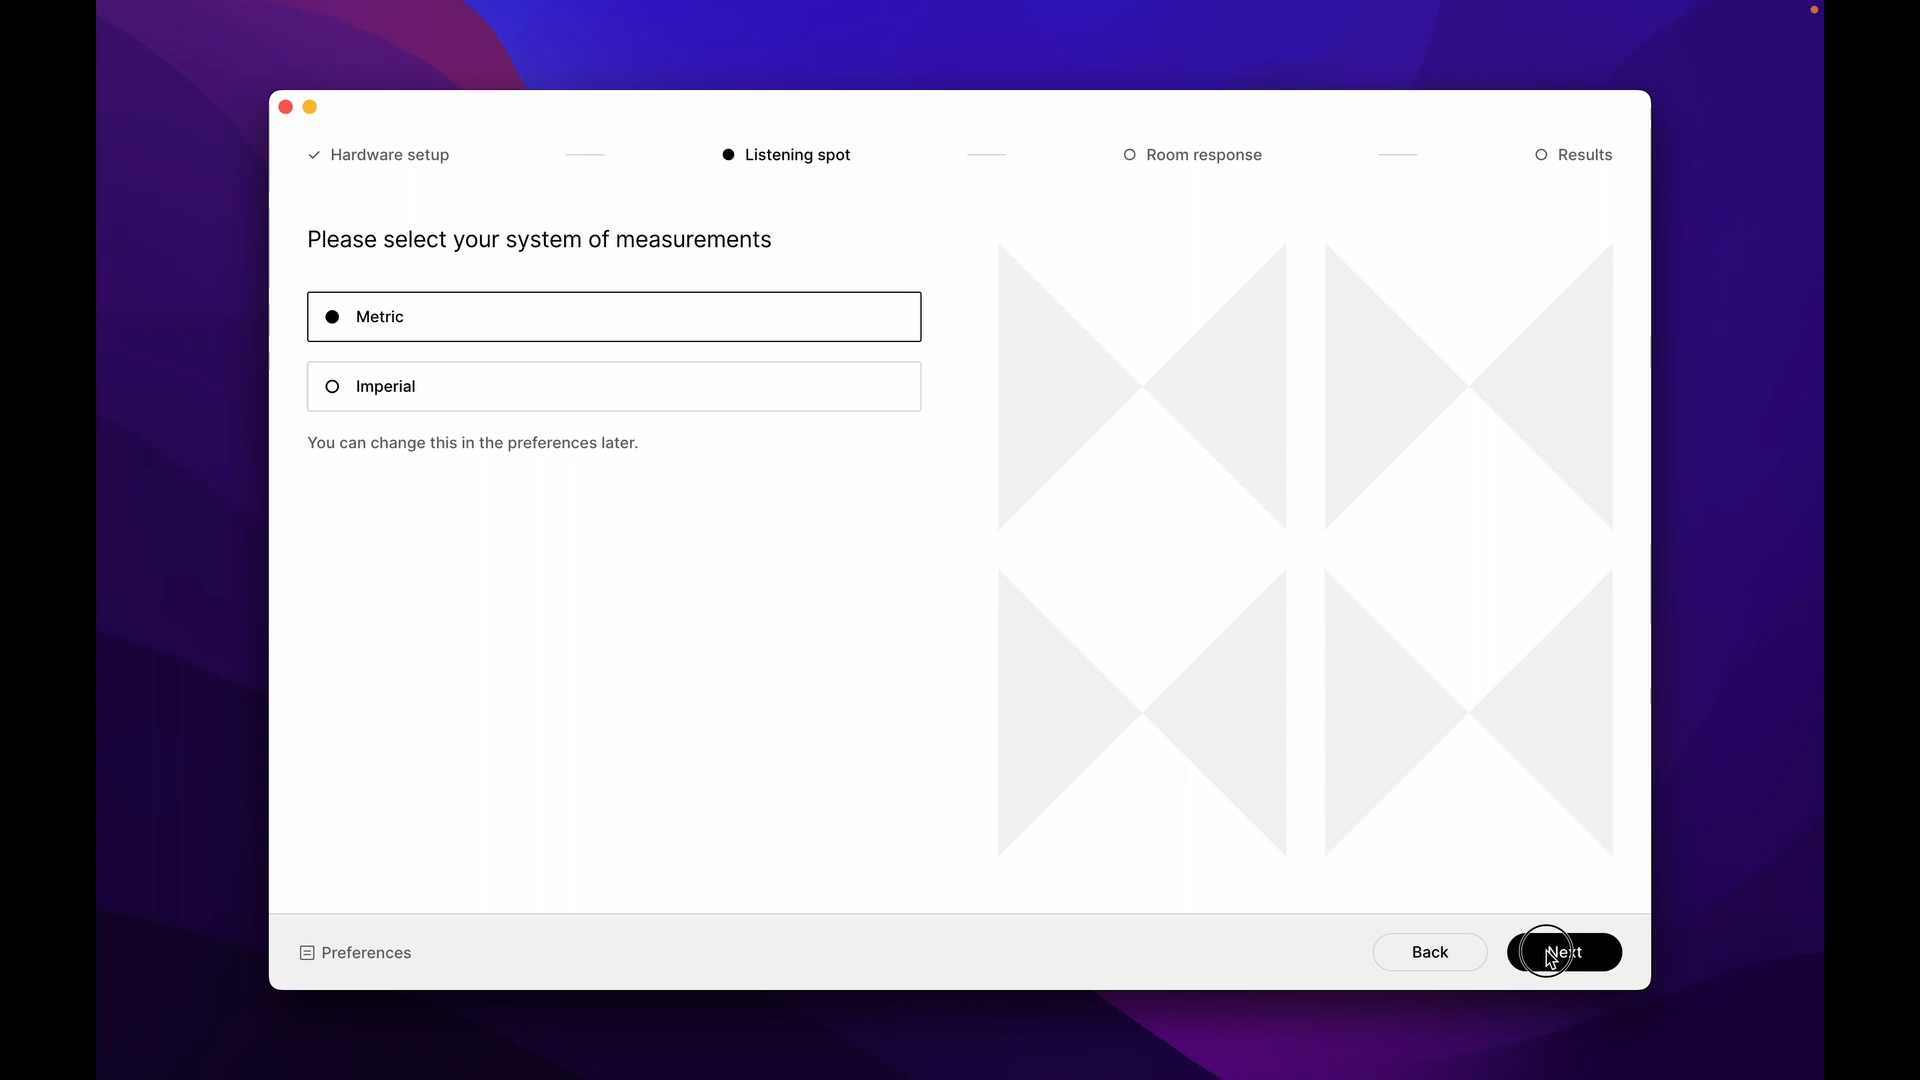 Hardware setup
Listening spot
Room response
Results
Please select your system of measurements
Metric
Imperial
You can change this in the preferences later.
Preferences
Back
Next